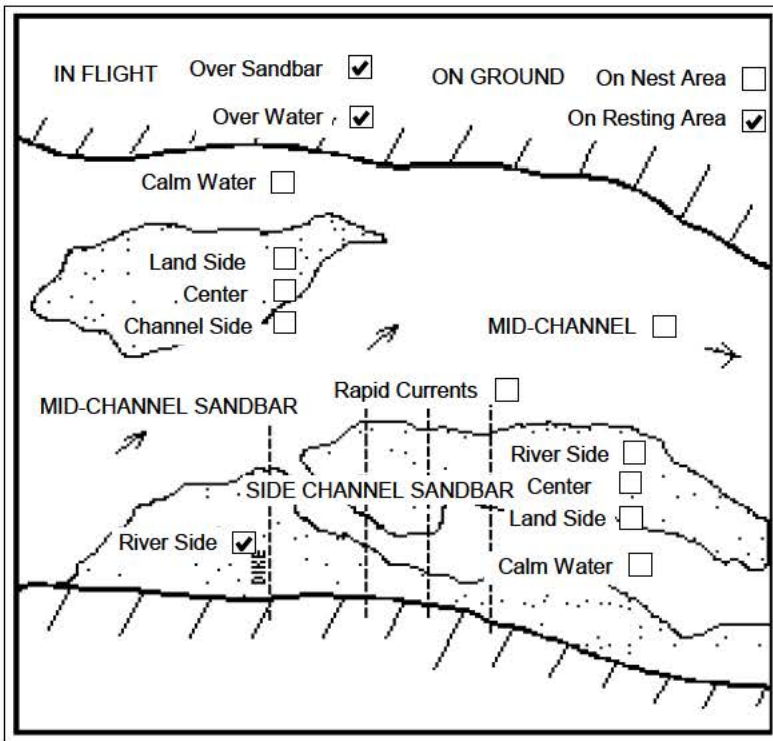 IN FLIGHT Over Sandbar ON GROUND On Nest Area
Over Water On Resting Area
Calm Water
Land Side
Center
Channel Side
MID-CHANNEL
Rapid Currents
MID-CHANNEL SANDBAR
River Side
SIDE CHANNEL SANDBAR
Center
Land Side
River Side
DIKE
Calm Water